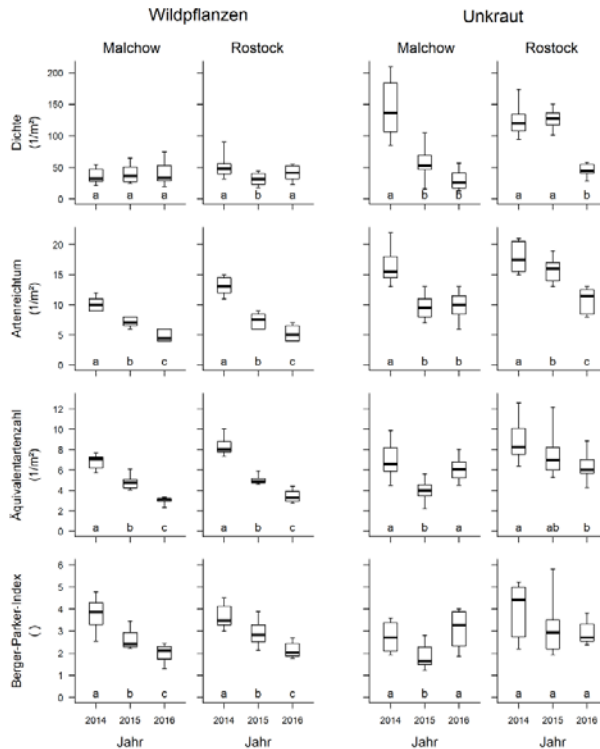 Wildpflanzen Unkraut
Malchow Rostock Malchow Rostock
Dichte
(1/m²)
200
150
100
50
0
a a a a b a a b b a a b
Artenreichtum
(1/m²)
20
15
10
5
0
a b c a b c a b b a a b
Äquivalentartenzahl
(1/m²)
12
10
8
6
4
2
0
a b c a b c a b a a ab b
Berger-Parker-Index
( )
6
5
4
3
2
1
0
a b c a b c a b a a a a
2014 2015 2016 2014 2015 2016 2014 2015 2016 2014 2015 2016
Jahr Jahr Jahr Jahr